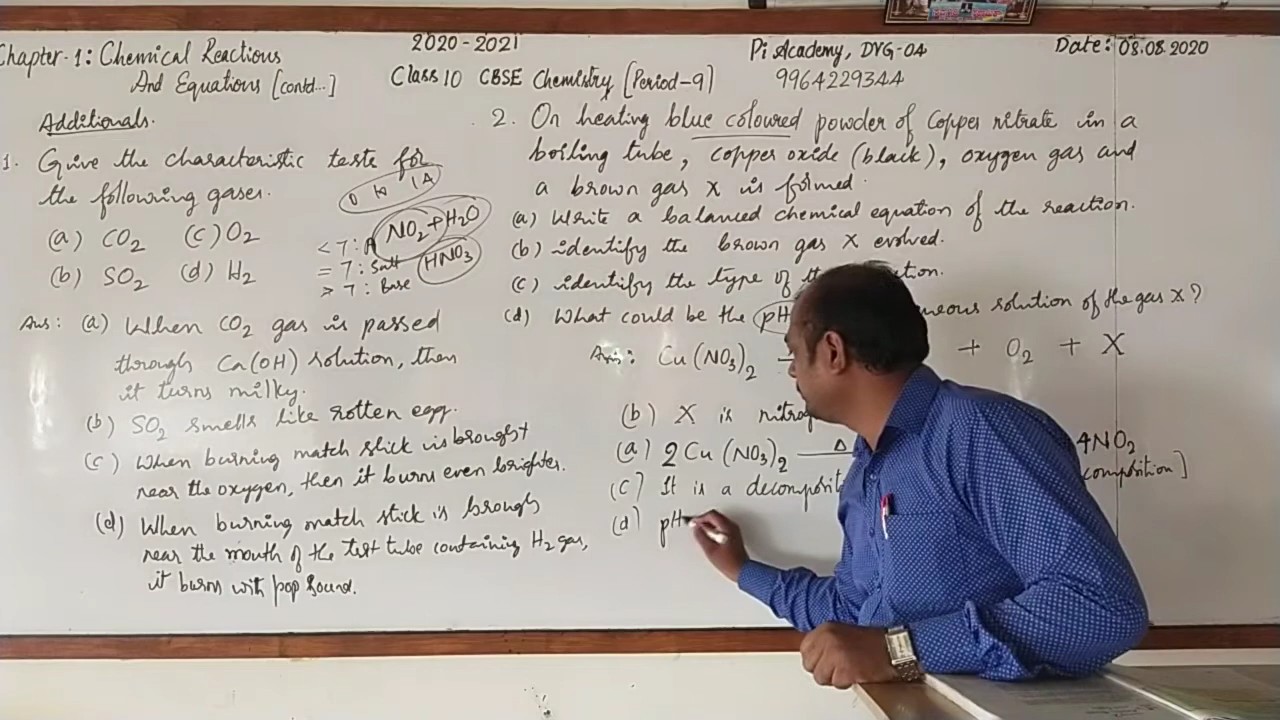 Chapter-1: Chemical Reactions
And Equations [contd...]
2020-2021
Class 10 CBSE Chemistry [Period-9]
Pi Academy, DVG-04
9964229344
Date: 08.08.2020
Additionals.
1. Give the characteristic tests for
the following gases.
(a) CO2 (c) O2
(b) SO2 (d) H2
0 to 14
NO2 + H2O
HNO3
< 7: A
= 7: Salt
> 7: Base
Ans: (a) When CO2 gas is passed
through Ca(OH) solution, then
it turns milky.
(b) SO2 smells like rotten egg.
(c) When burning match stick is brought
near the oxygen, then it burns even brighter.
(d) When burning match stick is brough
near the mouth of the test tube containing H2 gas,
it burns with pop sound.
2. On heating blue coloured powder of Copper nitrate in a
boiling tube, copper oxide (black), oxygen gas and
a brown gas X is formed.
(a) Write a balanced chemical equation of the reaction.
(b) identify the brown gas X evolved.
(c) identify the type of
(d) What could be the pH solution of the gas X?
Ans: Cu(NO3)2 + O2 + X
(b) X is
(a) 2Cu(NO3)2 Δ 4NO2
(c) It is a
(d) pH